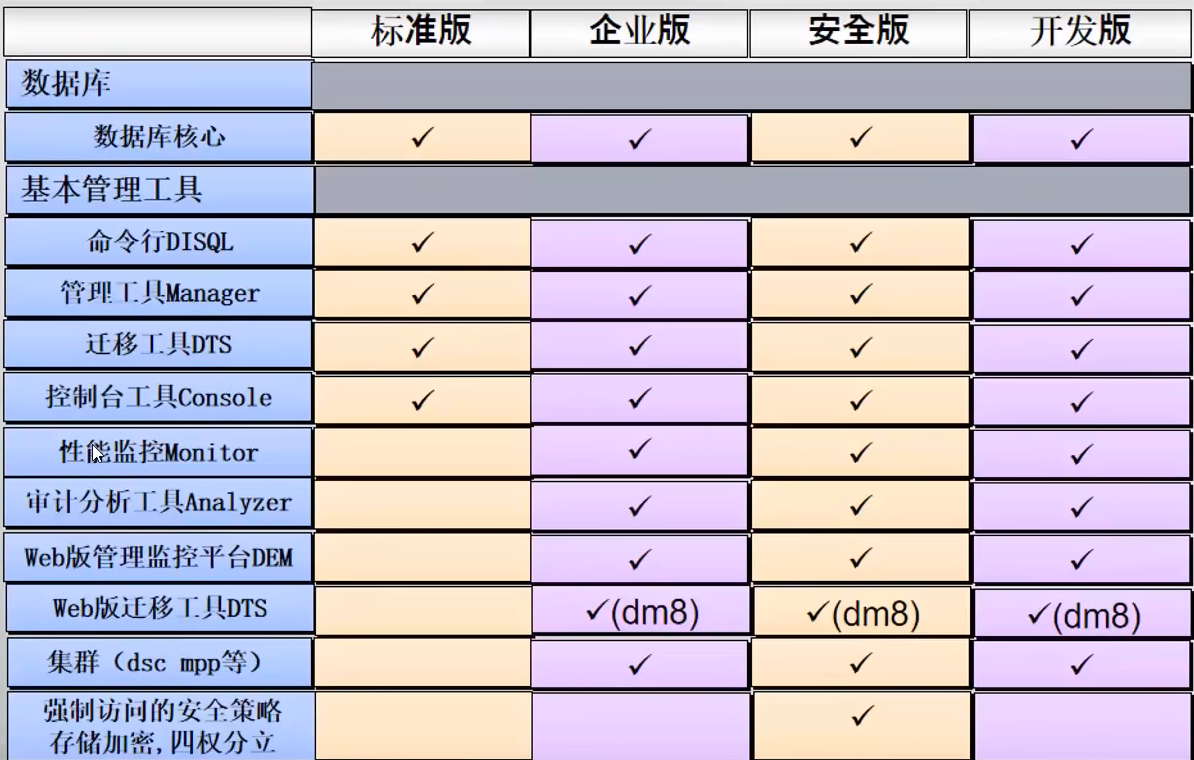 标准版 企业版 安全版 开发版
数据库
数据库核心 ✓ ✓ ✓ ✓
基本管理工具
命令行DISQL ✓ ✓ ✓ ✓
管理工具Manager ✓ ✓ ✓ ✓
迁移工具DTS ✓ ✓ ✓ ✓
控制台工具Console ✓ ✓ ✓ ✓
性能监控Monitor ✓ ✓ ✓
审计分析工具Analyzer ✓ ✓ ✓
Web版管理监控平台DEM ✓ ✓ ✓
Web版迁移工具DTS ✓(dm8) ✓(dm8) ✓(dm8)
集群（dsc mpp等） ✓ ✓ ✓
强制访问的安全策略 ✓
存储加密,四权分立